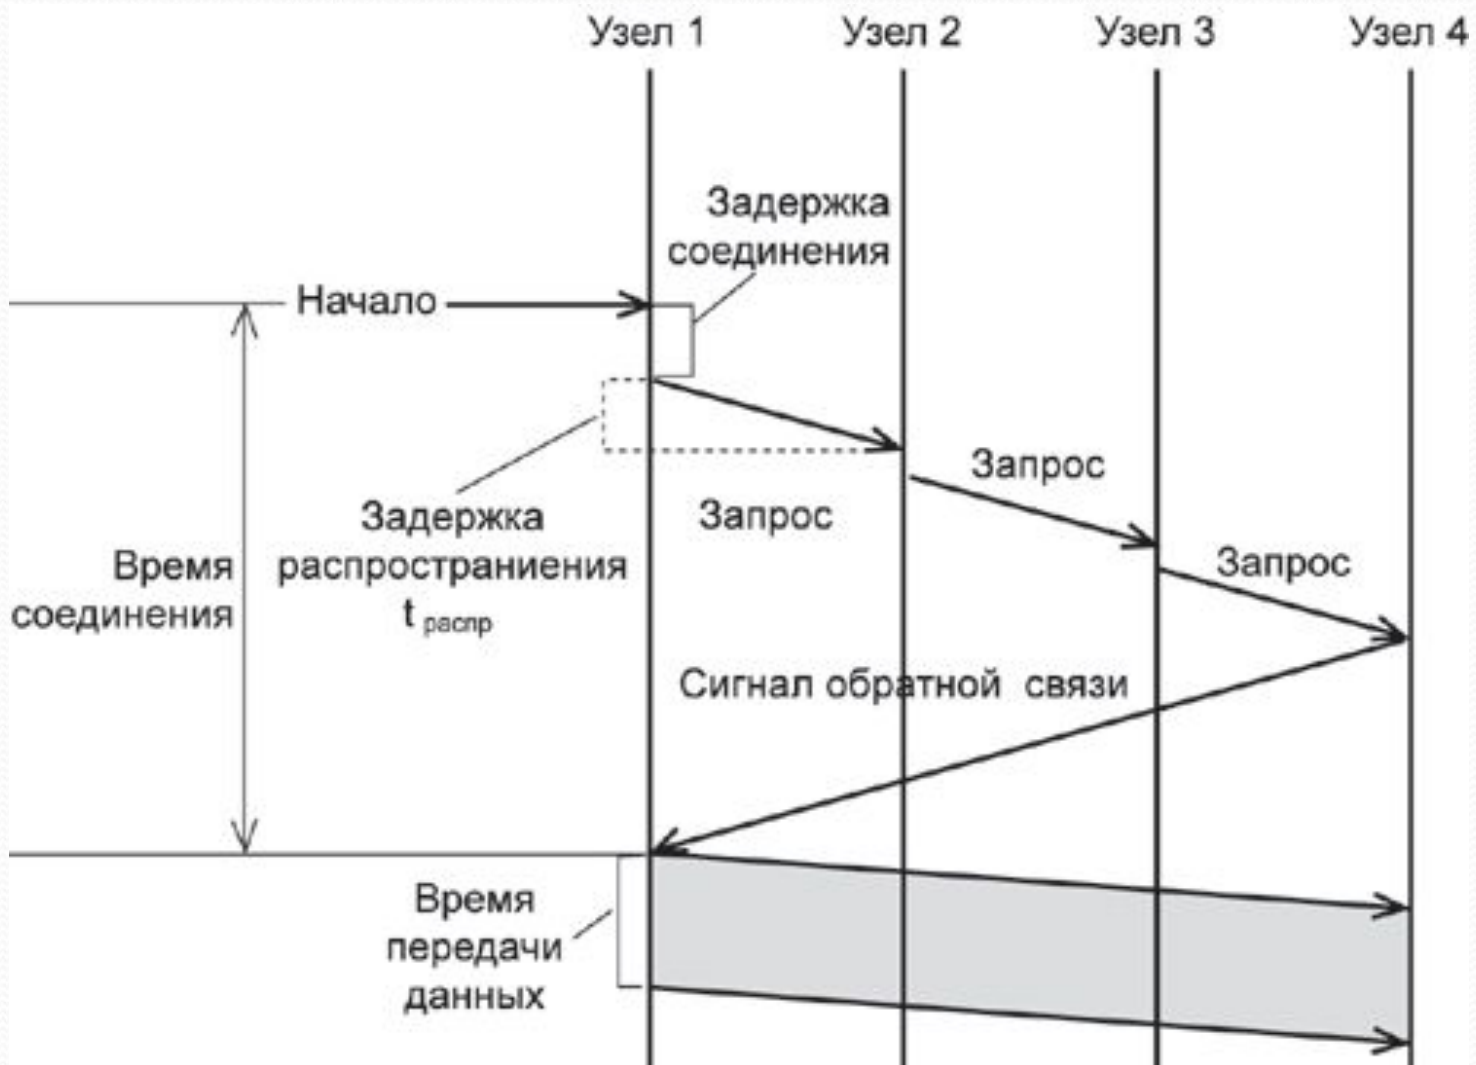 Узел 1
Узел 2
Узел 3
Узел 4
Задержка
соединения
Начало
Запрос
Задержка
распространиения
t распр
Запрос
Запрос
Время
соединения
Сигнал обратной связи
Время
передачи
данных